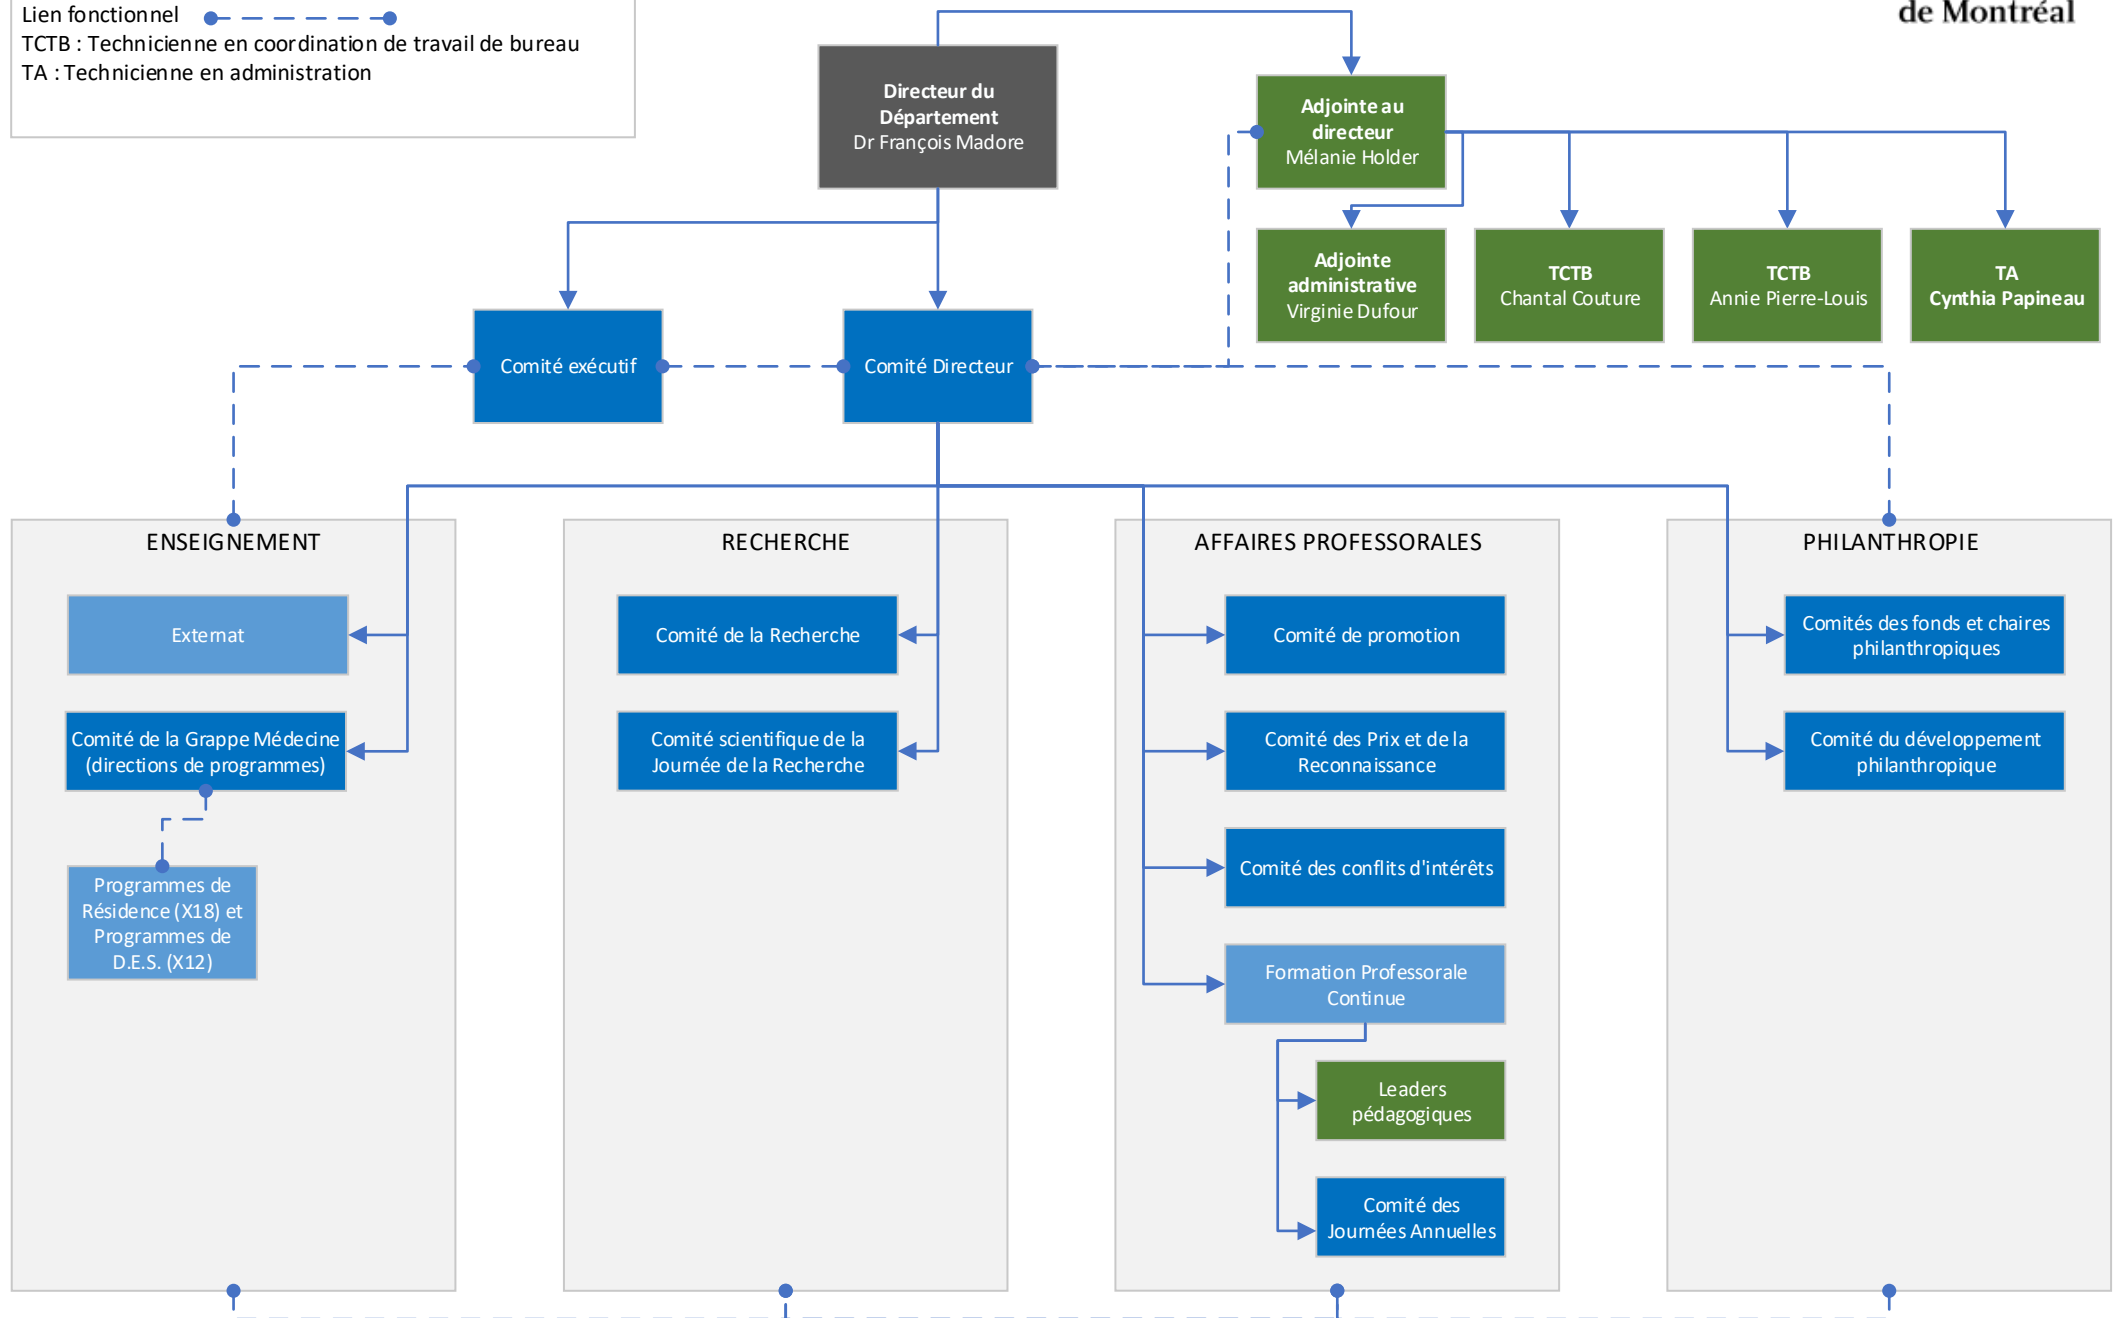 Lien fonctionnel
TCTB : Technicienne en coordination de travail de bureau
TA : Technicienne en administration
de Montréal
Directeur du
Département
Dr François Madore
Adjointe au
directeur
Mélanie Holder
Adjointe
administrative
Virginie Dufour
TCTB
Chantal Couture
TCTB
Annie Pierre-Louis
TA
Cynthia Papineau
Comité exécutif
Comité Directeur
ENSEIGNEMENT
Externat
Comité de la Grappe Médecine
(directions de programmes)
Programmes de
Résidence (X18) et
Programmes de
D.E.S. (X12)
RECHERCHE
Comité de la Recherche
Comité scientifique de la
Journée de la Recherche
AFFAIRES PROFESSORALES
Comité de promotion
Comité des Prix et de la
Reconnaissance
Comité des conflits d'intérêts
Formation Professorale
Continue
Leaders
pédagogiques
Comité des
Journées Annuelles
PHILANTHROPIE
Comités des fonds et chaires
philanthropiques
Comité du développement
philanthropique